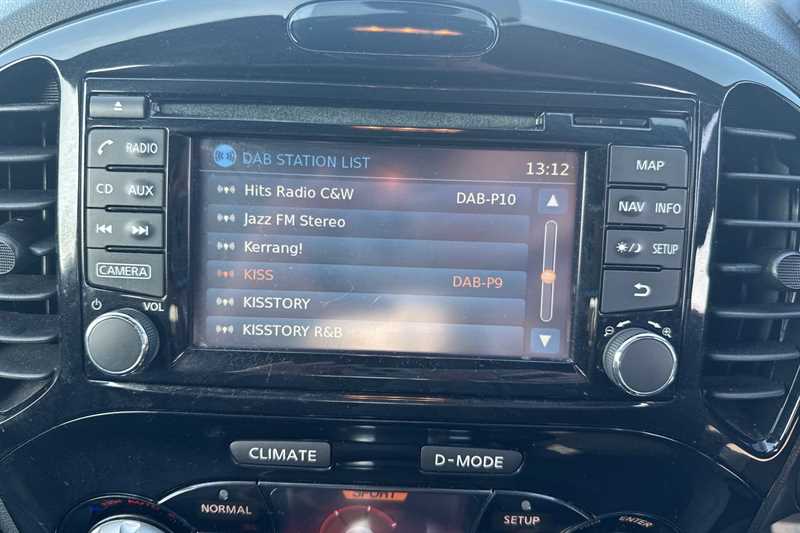 DAB STATION LIST 13:12
Hits Radio C&W DAB-P10
Jazz FM Stereo
Kerrang!
KISS DAB-P9
KISSTORY
KISSTORY R&B
RADIO
CD AUX
CAMERA
VOL
MAP
NAV INFO
SETUP
CLIMATE D-MODE
NORMAL SPORT SETUP ENTER